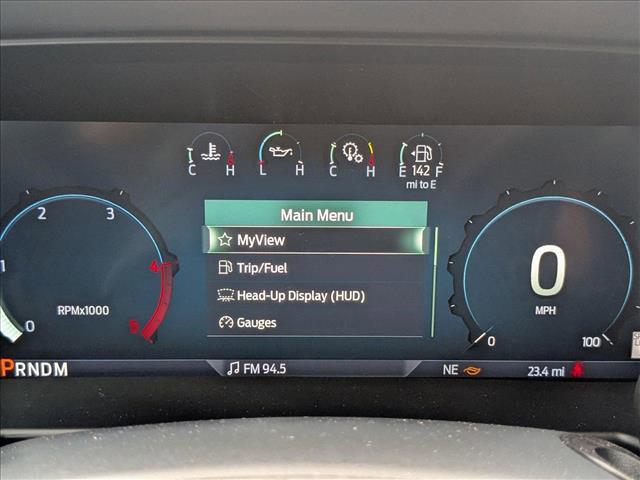 C H L H C H E 142 F
mi to E
Main Menu
MyView
Trip/Fuel
Head-Up Display (HUD)
Gauges
0 1 2 3 4 5
RPMx1000
0
MPH
0 100
PRNDM
FM 94.5
NE
23.4 mi